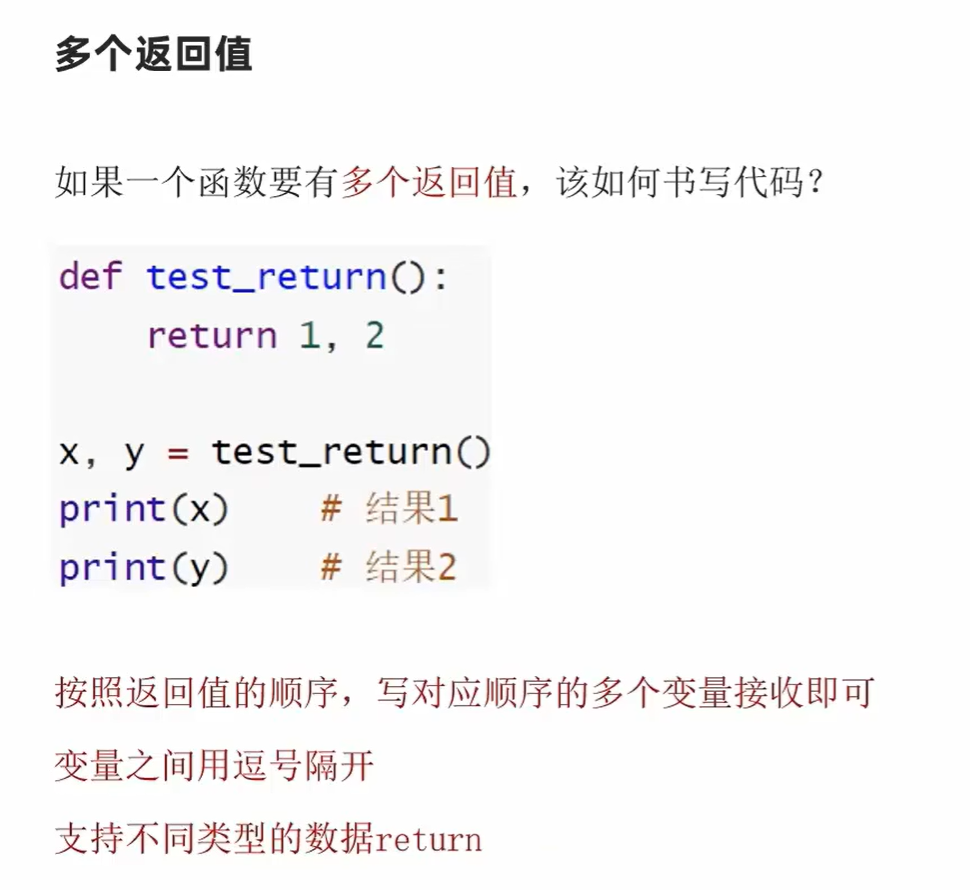 多个返回值
如果一个函数要有多个返回值，该如何书写代码？
def test_return():
    return 1, 2
x, y = test_return()
print(x)    # 结果1
print(y)    # 结果2
按照返回值的顺序，写对应顺序的多个变量接收即可
变量之间用逗号隔开
支持不同类型的数据return